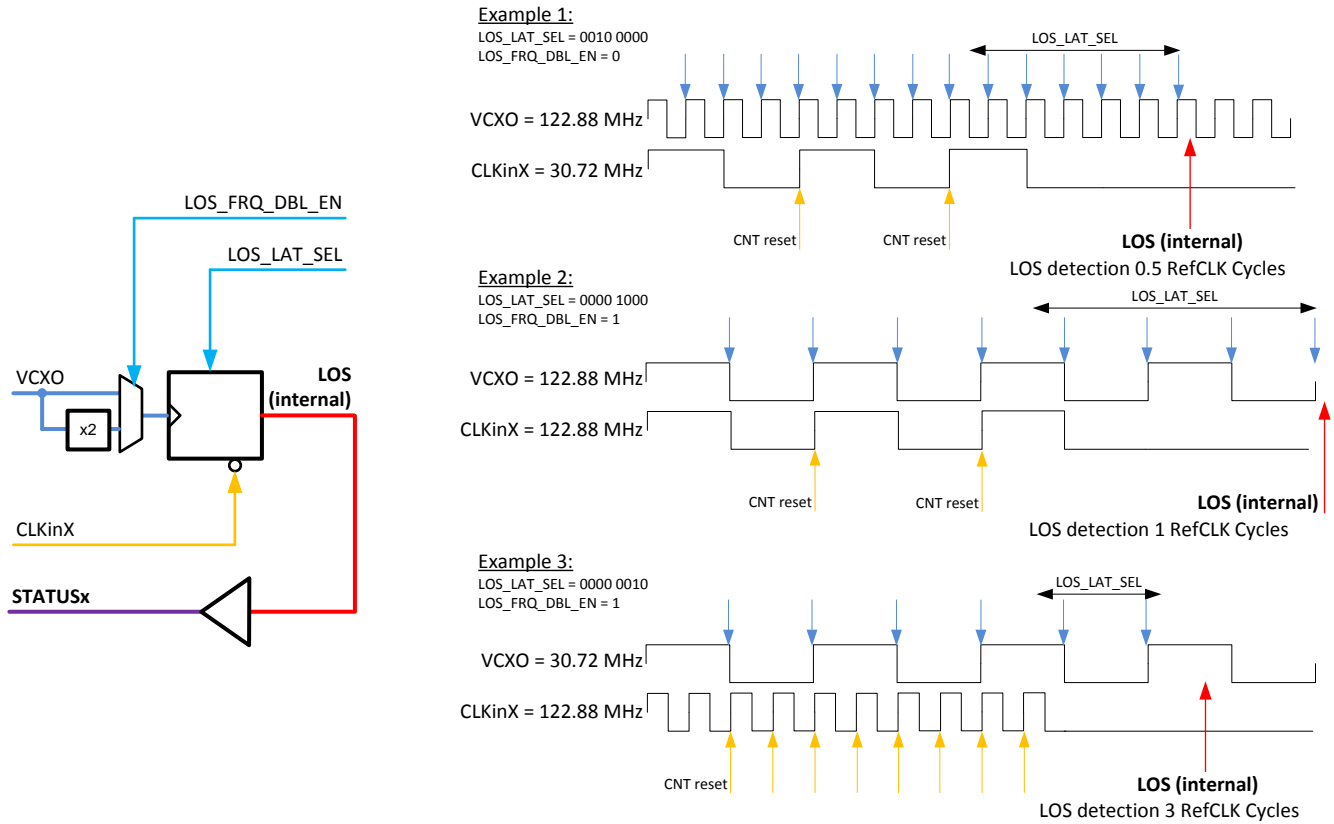 LOS_FRQ_DBL_EN
LOS_LAT_SEL
VCXO
x2
LOS
(internal)
CLKinX
STATUSx
Example 1:
LOS_LAT_SEL = 0010 0000
LOS_FRQ_DBL_EN = 0
LOS_LAT_SEL
VCXO = 122.88 MHz
CLKinX = 30.72 MHz
CNT reset
CNT reset
LOS (internal)
LOS detection 0.5 RefCLK Cycles
Example 2:
LOS_LAT_SEL = 0000 1000
LOS_FRQ_DBL_EN = 1
LOS_LAT_SEL
VCXO = 122.88 MHz
CLKinX = 122.88 MHz
CNT reset
CNT reset
LOS (internal)
LOS detection 1 RefCLK Cycles
Example 3:
LOS_LAT_SEL = 0000 0010
LOS_FRQ_DBL_EN = 1
LOS_LAT_SEL
VCXO = 30.72 MHz
CLKinX = 122.88 MHz
CNT reset
LOS (internal)
LOS detection 3 RefCLK Cycles